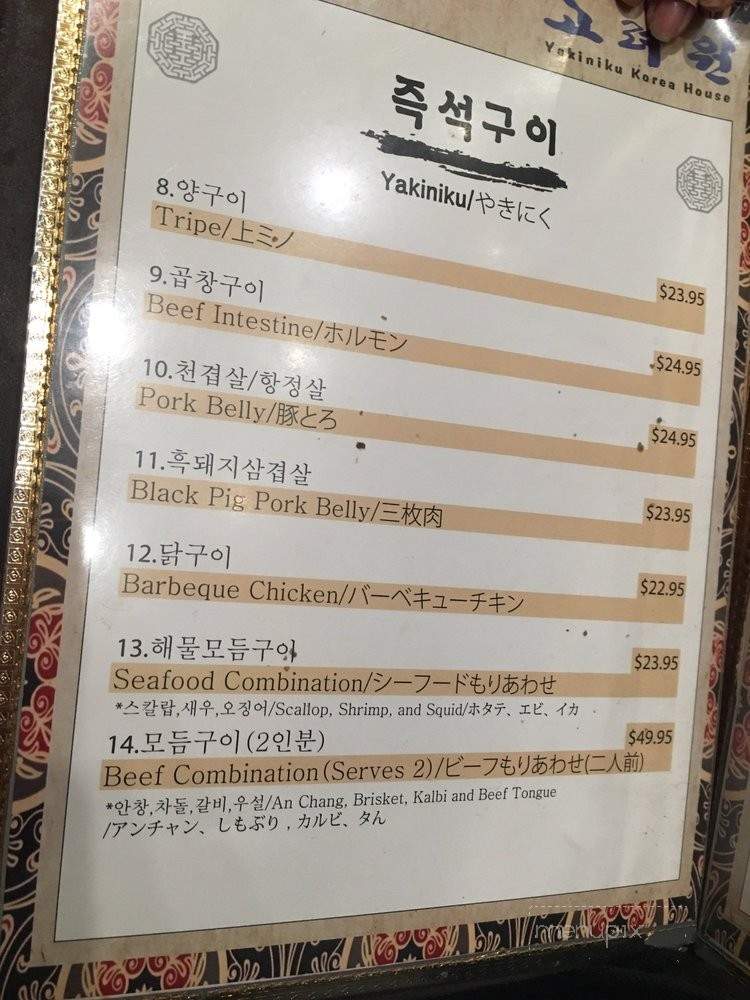 고려원
Yakiniku Korea House
즉석구이
Yakiniku/やきにく
8.양구이
Tripe/上ミノ
$23.95
9.곱창구이
Beef Intestine/ホルモン
$24.95
10.천겹살/항정살
Pork Belly/豚とろ
$24.95
11.흑돼지삼겹살
Black Pig Pork Belly/三枚肉
$23.95
12.닭구이
Barbeque Chicken/バーベキューチキン
$22.95
13.해물모듬구이
Seafood Combination/シーフードもりあわせ
$23.95
*스칼랍,새우,오징어/Scallop, Shrimp, and Squid/ホタテ、エビ、イカ
14.모듬구이(2인분)
Beef Combination(Serves 2)/ビーフもりあわせ(二人前)
$49.95
*안창,차돌,갈비,우설/An Chang, Brisket, Kalbi and Beef Tongue
/アンチャン、しもぶり , カルビ、タん
menupix